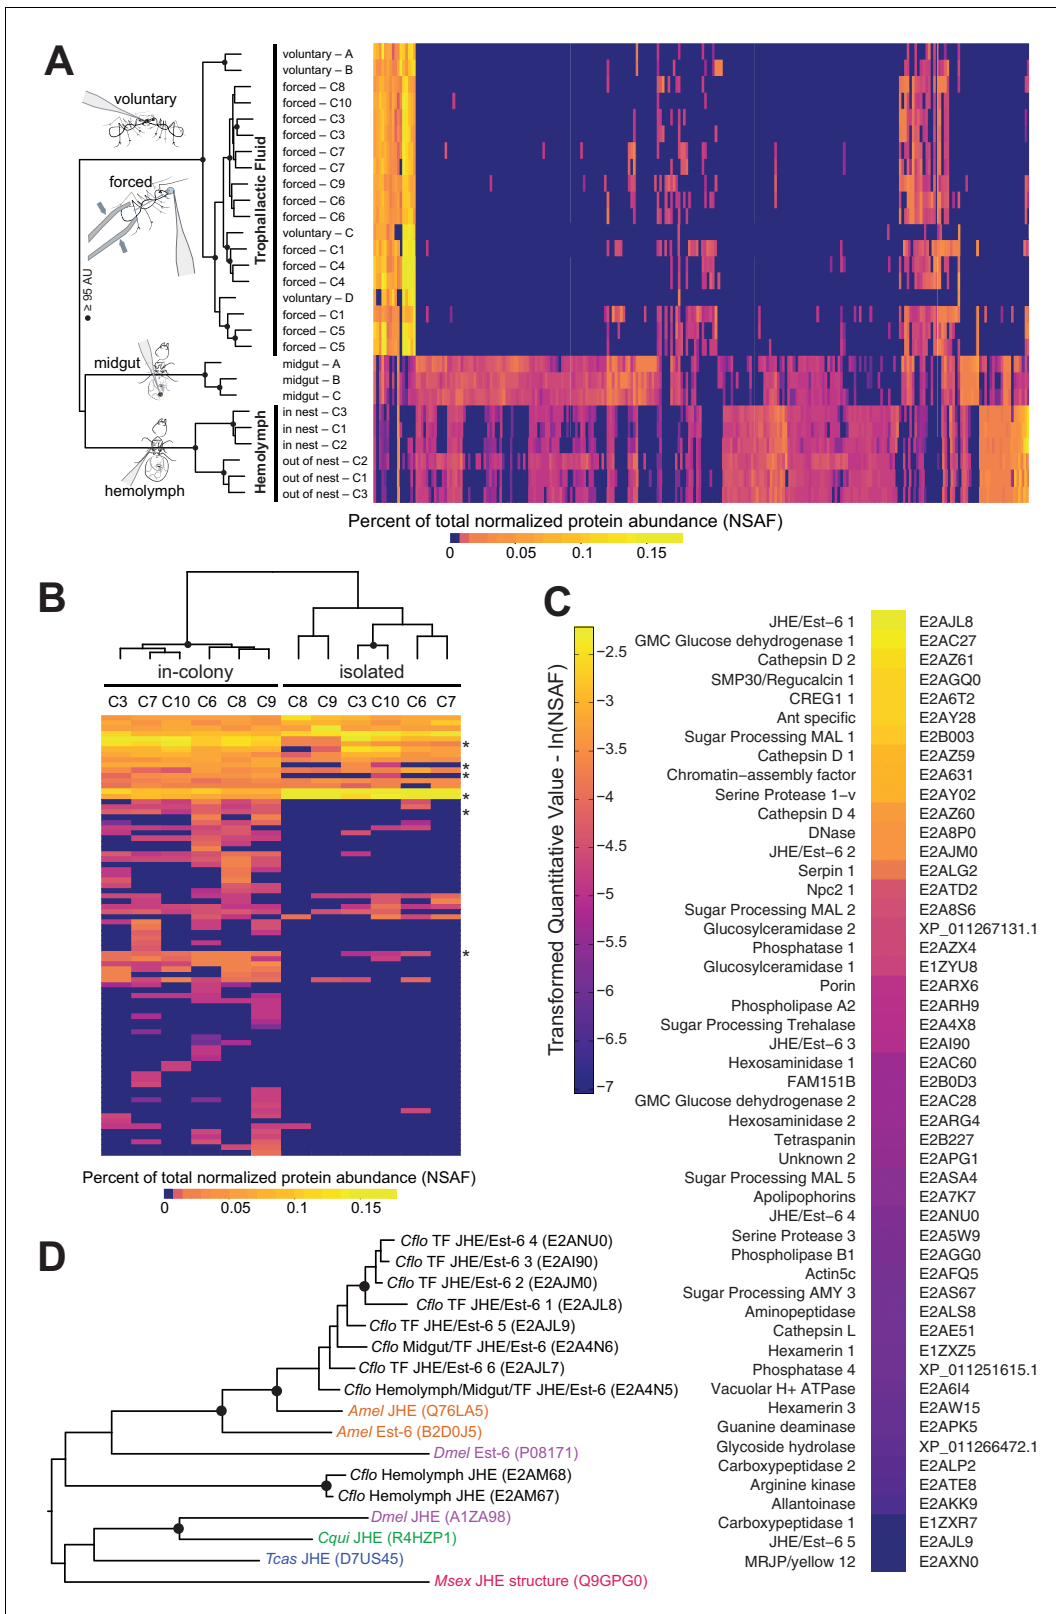 A
voluntary
forced
● ≥ 95 AU
midgut
hemolymph
Trophallactic Fluid
Hemolymph
voluntary – A
voluntary – B
forced – C8
forced – C10
forced – C3
forced – C3
forced – C7
forced – C7
forced – C9
forced – C6
forced – C6
voluntary – C
forced – C1
forced – C4
forced – C4
voluntary – D
forced – C1
forced – C5
forced – C5
midgut – A
midgut – B
midgut – C
in nest – C3
in nest – C1
in nest – C2
out of nest – C2
out of nest – C1
out of nest – C3
Percent of total normalized protein abundance (NSAF)
0 0.05 0.1 0.15
B
in-colony isolated
C3 C7 C10 C6 C8 C9 C8 C9 C3 C10 C6 C7
*
*
*
*
*
*
Percent of total normalized protein abundance (NSAF)
0 0.05 0.1 0.15
C
Transformed Quantitative Value - ln(NSAF)
−2.5
−3
−3.5
−4
−4.5
−5
−5.5
−6
−6.5
−7
JHE/Est−6 1 E2AJL8
GMC Glucose dehydrogenase 1 E2AC27
Cathepsin D 2 E2AZ61
SMP30/Regucalcin 1 E2AGQ0
CREG1 1 E2A6T2
Ant specific E2AY28
Sugar Processing MAL 1 E2B003
Cathepsin D 1 E2AZ59
Chromatin−assembly factor E2A631
Serine Protease 1−v E2AY02
Cathepsin D 4 E2AZ60
DNase E2A8P0
JHE/Est−6 2 E2AJM0
Serpin 1 E2ALG2
Npc2 1 E2ATD2
Sugar Processing MAL 2 E2A8S6
Glucosylceramidase 2 XP_011267131.1
Phosphatase 1 E2AZX4
Glucosylceramidase 1 E1ZYU8
Porin E2ARX6
Phospholipase A2 E2ARH9
Sugar Processing Trehalase E2A4X8
JHE/Est−6 3 E2AI90
Hexosaminidase 1 E2AC60
FAM151B E2B0D3
GMC Glucose dehydrogenase 2 E2AC28
Hexosaminidase 2 E2ARG4
Tetraspanin E2B227
Unknown 2 E2APG1
Sugar Processing MAL 5 E2ASA4
Apolipophorins E2A7K7
JHE/Est−6 4 E2ANU0
Serine Protease 3 E2A5W9
Phospholipase B1 E2AGG0
Actin5c E2AFQ5
Sugar Processing AMY 3 E2AS67
Aminopeptidase E2ALS8
Cathepsin L E2AE51
Hexamerin 1 E1ZXZ5
Phosphatase 4 XP_011251615.1
Vacuolar H+ ATPase E2A6I4
Hexamerin 3 E2AW15
Guanine deaminase E2APK5
Glycoside hydrolase XP_011266472.1
Carboxypeptidase 2 E2ALP2
Arginine kinase E2ATE8
Allantoinase E2AKK9
Carboxypeptidase 1 E1ZXR7
JHE/Est−6 5 E2AJL9
MRJP/yellow 12 E2AXN0
D
Cflo TF JHE/Est-6 4 (E2ANU0)
Cflo TF JHE/Est-6 3 (E2AI90)
Cflo TF JHE/Est-6 2 (E2AJM0)
Cflo TF JHE/Est-6 1 (E2AJL8)
Cflo TF JHE/Est-6 5 (E2AJL9)
Cflo Midgut/TF JHE/Est-6 (E2A4N6)
Cflo TF JHE/Est-6 6 (E2AJL7)
Cflo Hemolymph/Midgut/TF JHE/Est-6 (E2A4N5)
Amel JHE (Q76LA5)
Amel Est-6 (B2D0J5)
Dmel Est-6 (P08171)
Cflo Hemolymph JHE (E2AM68)
Cflo Hemolymph JHE (E2AM67)
Dmel JHE (A1ZA98)
Cqui JHE (R4HZP1)
Tcas JHE (D7US45)
Msex JHE structure (Q9GPG0)